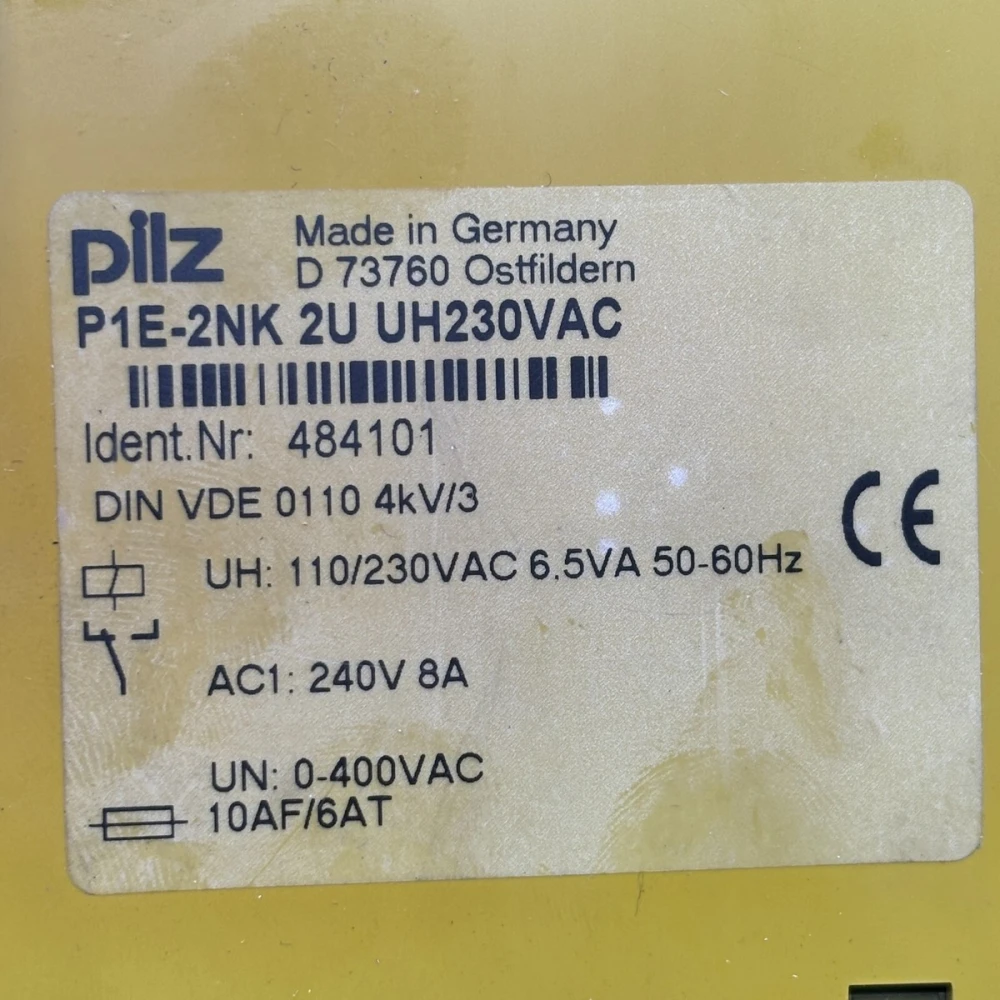 pilz
Made in Germany
D 73760 Ostfildern
P1E-2NK 2U UH230VAC
Ident.Nr: 484101
DIN VDE 0110 4kV/3
CE
UH: 110/230VAC 6.5VA 50-60Hz
AC1: 240V 8A
UN: 0-400VAC
10AF/6AT